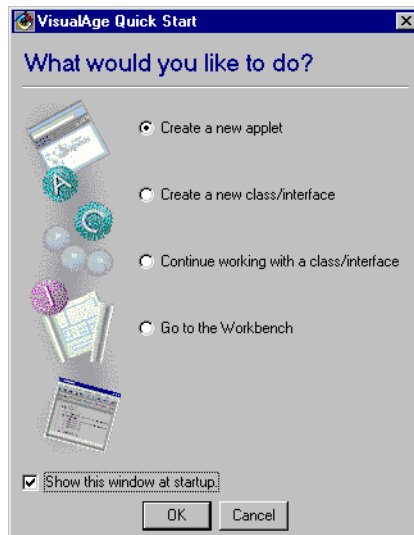 VisualAge Quick Start
What would you like to do?
Create a new applet
A
Create a new class/interface
C
Continue working with a class/interface
I
Go to the Workbench
Show this window at startup.
OK Cancel